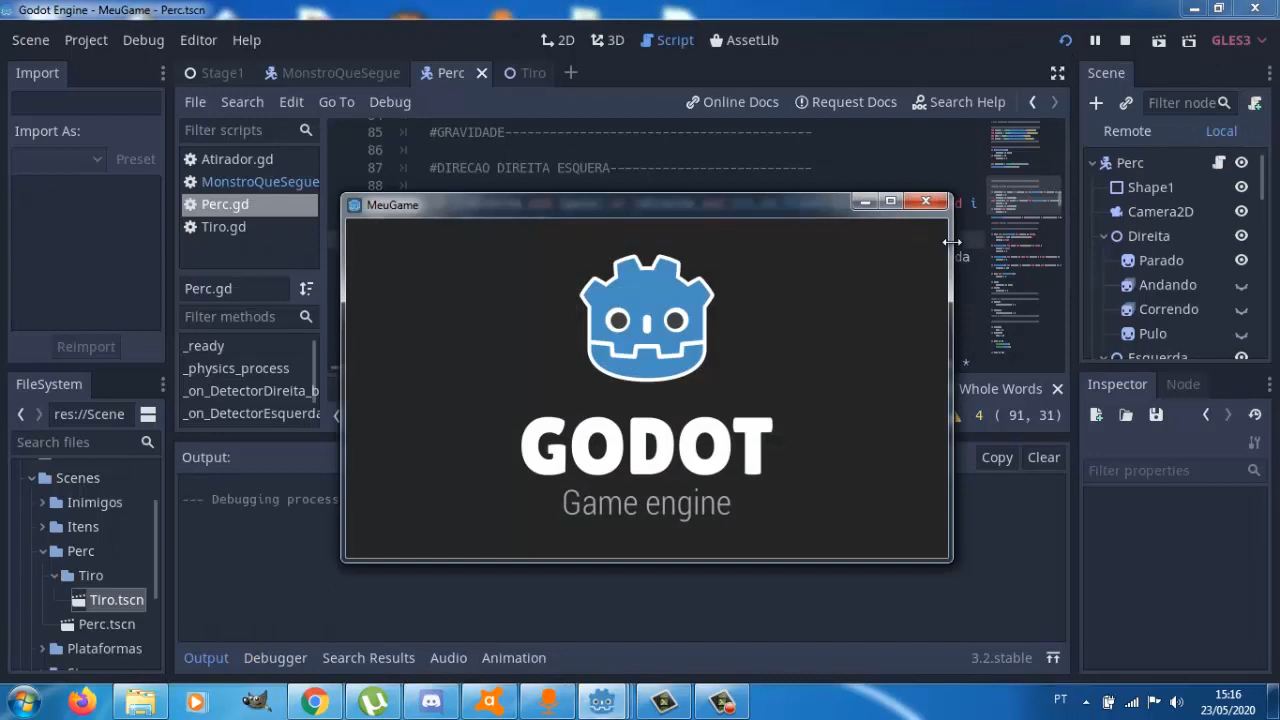 Godot Engine - MeuGame - Perc.tscn
Scene Project Debug Editor Help
2D 3D Script AssetLib
GLES3
Import
Stage1 MonstroQueSegue Perc Tiro
Scene
File Search Edit Go To Debug
Online Docs Request Docs Search Help
Filter node
Import As:
Preset
Filter scripts
Remote Local
Atirador.gd
MonstroQueSegue
Perc.gd
Tiro.gd
85 #GRAVIDADE-----------------------------------------
86
87 #DIRECAO DIREITA ESQUERA---------------------------
88
MeuGame
GODOT
Game engine
Perc
Shape1
Camera2D
Direita
Parado
Andando
Correndo
Pulo
Esquerda
Perc.gd
Filter methods
_ready
_physics_process
_on_DetectorDireita_b
_on_DetectorEsquerda
Reimport
Whole Words
4 ( 91, 31)
FileSystem
res://Scene
Search files
Scenes
Inimigos
Itens
Perc
Tiro
Tiro.tscn
Perc.tscn
Plataformas
Output:
Copy Clear
--- Debugging process
Output Debugger Search Results Audio Animation
3.2.stable
Inspector Node
Filter properties
PT
15:16
23/05/2020